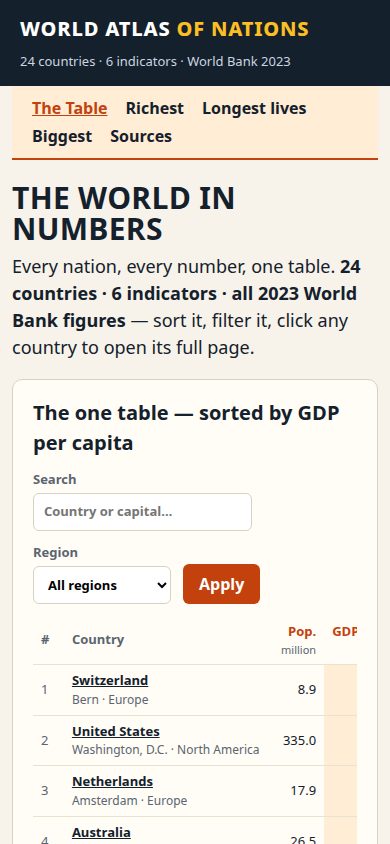 WORLD ATLAS OF NATIONS
24 countries · 6 indicators · World Bank 2023
The Table Richest Longest lives
Biggest Sources
THE WORLD IN
NUMBERS
Every nation, every number, one table. 24
countries · 6 indicators · all 2023 World
Bank figures — sort it, filter it, click any
country to open its full page.
The one table — sorted by GDP
per capita
Search
Country or capital...
Region
All regions Apply
# Country Pop. GDP
million
1 Switzerland 8.9
Bern · Europe
2 United States 335.0
Washington, D.C. · North America
3 Netherlands 17.9
Amsterdam · Europe
4 Australia 26.5